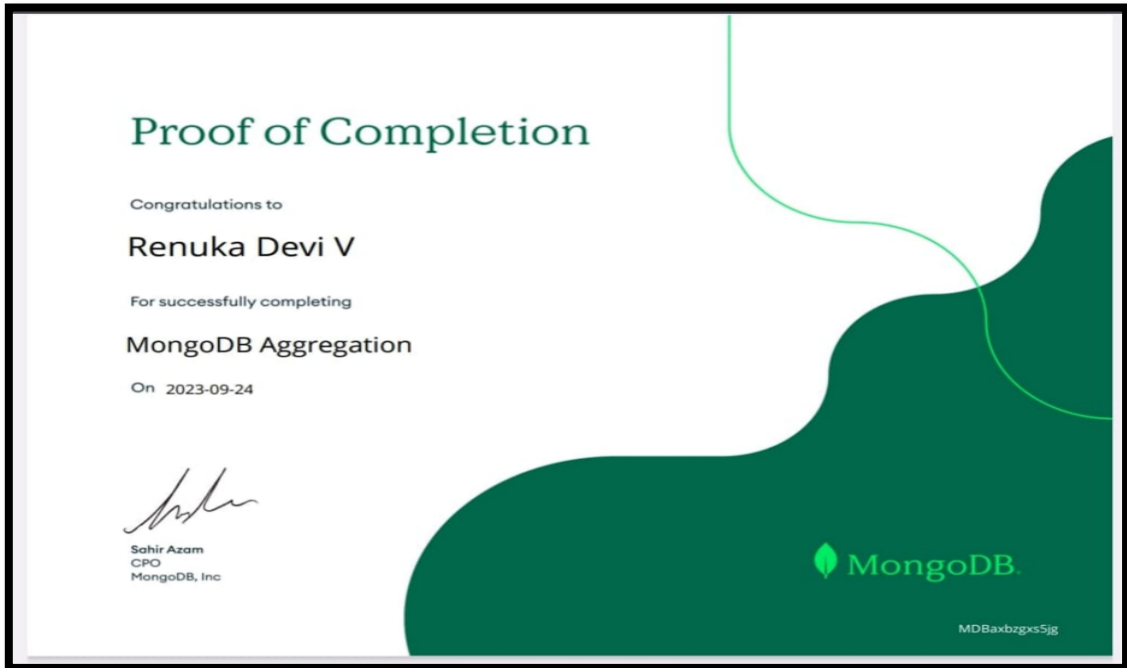 Proof of Completion
Congratulations to
Renuka Devi V
For successfully completing
MongoDB Aggregation
On 2023-09-24
Sahir Azam
CPO
MongoDB, Inc
MongoDB.
MDBaxbzgxs5jg